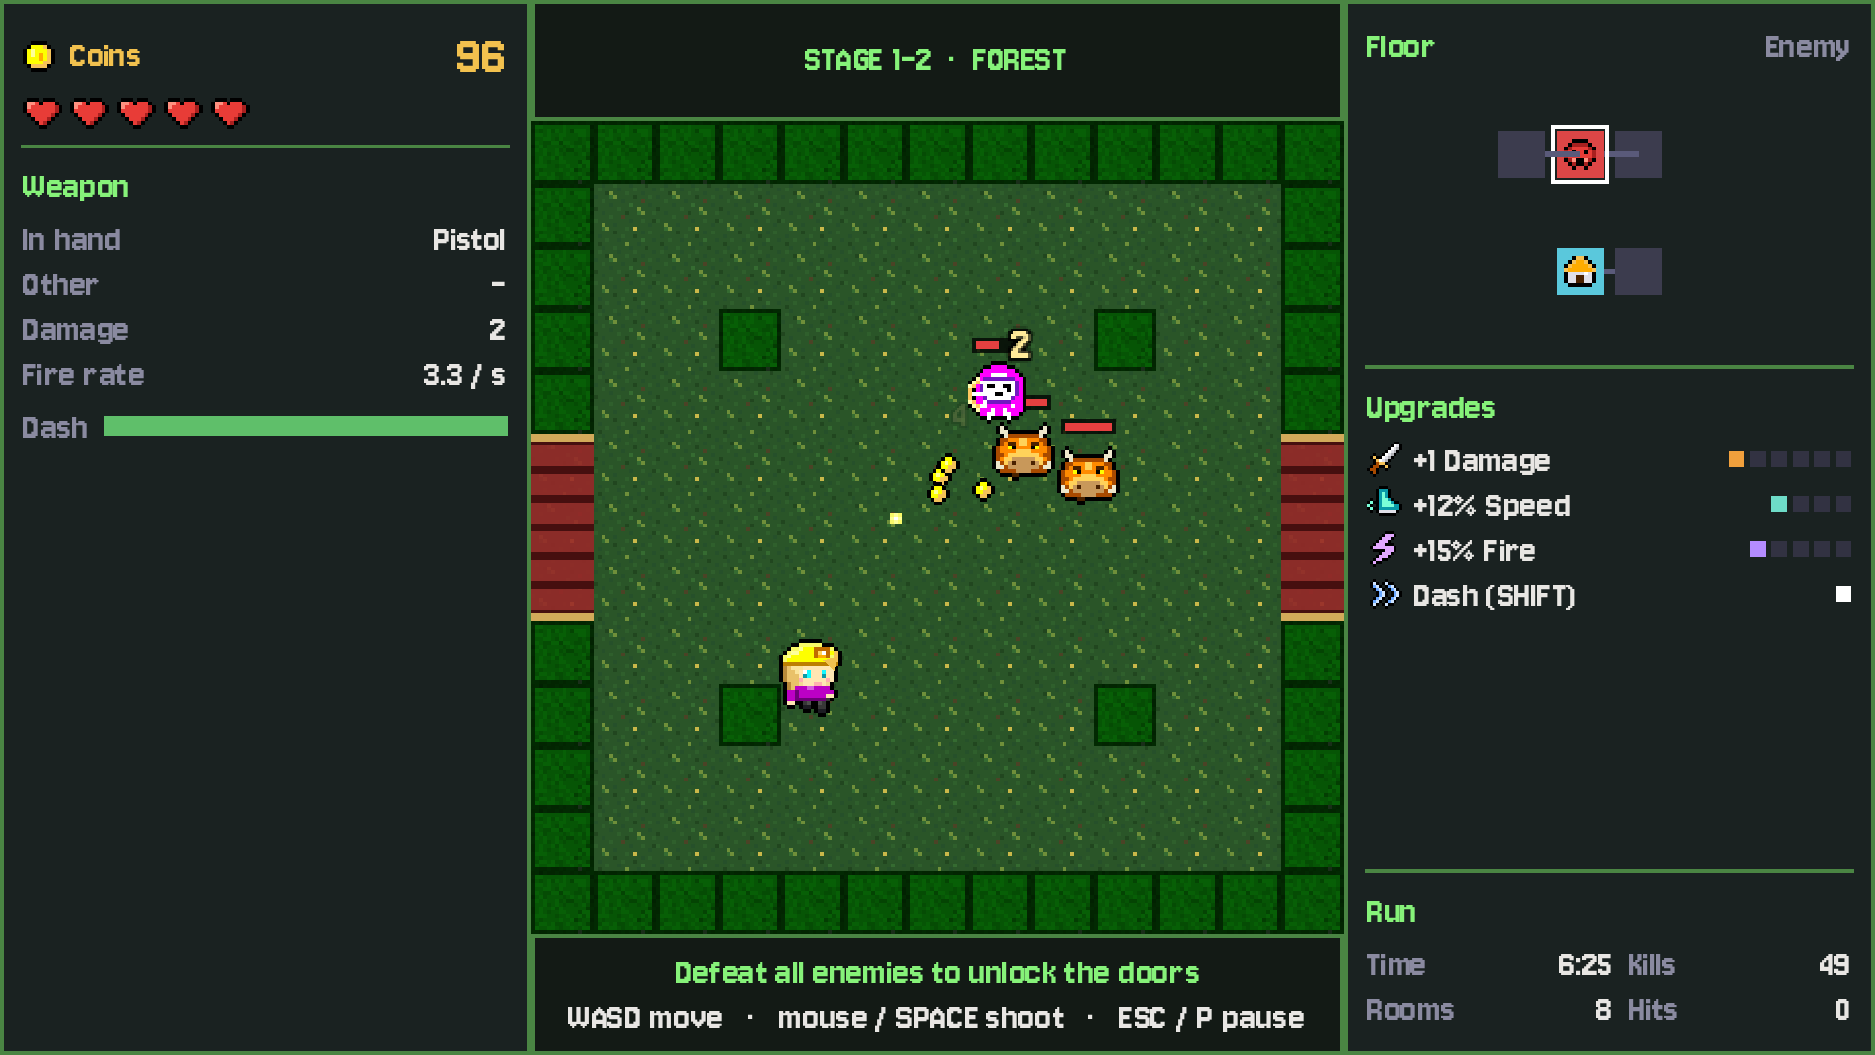 Coins 96
Weapon
In hand Pistol
Other -
Damage 2
Fire rate 3.3 / s
Dash
STAGE 1-2 · FOREST
2
4
Defeat all enemies to unlock the doors
WASD move · mouse / SPACE shoot · ESC / P pause
Floor Enemy
Upgrades
+1 Damage
+12% Speed
+15% Fire
Dash (SHIFT)
Run
Time 6:25 Kills 49
Rooms 8 Hits 0